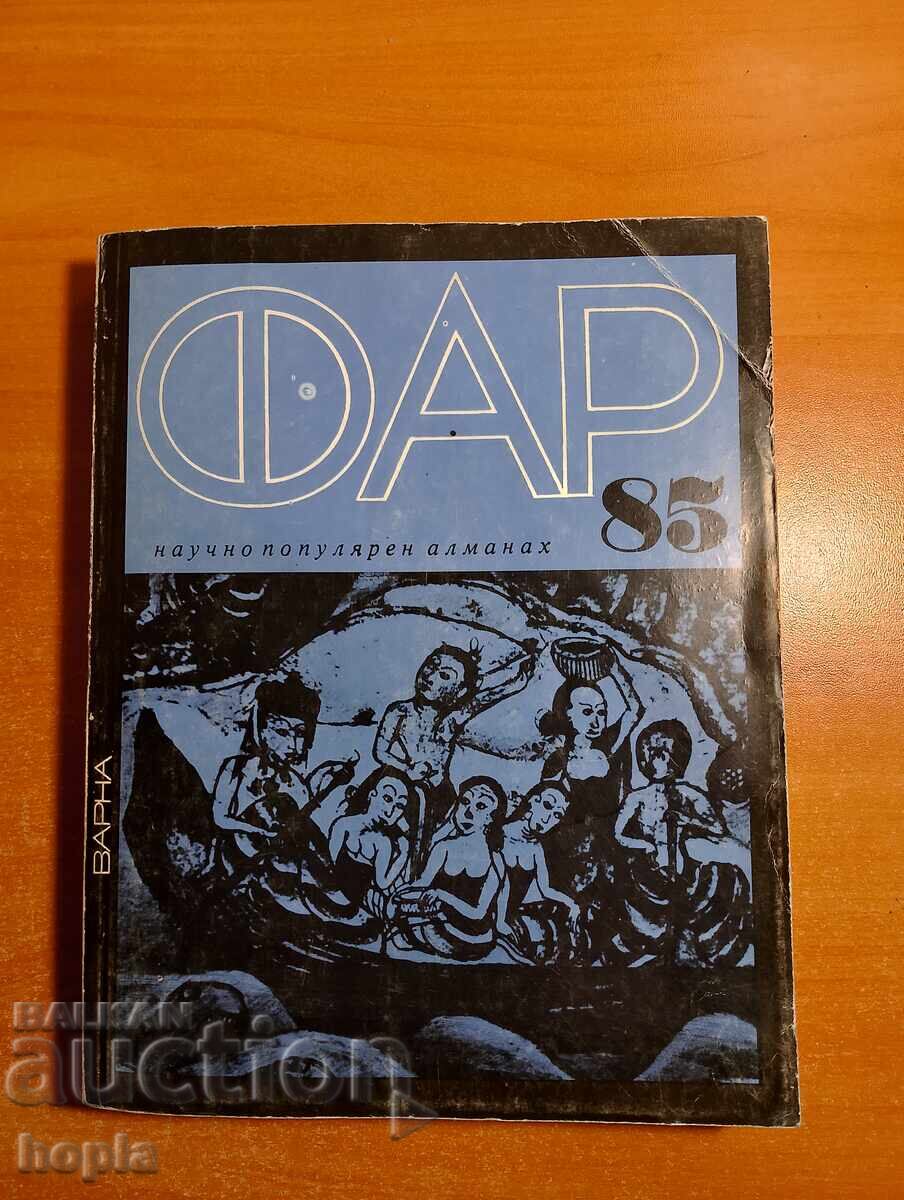 ФАР
85
научно популярен алманах
ВАРНА
BALKAN
auction
hopla